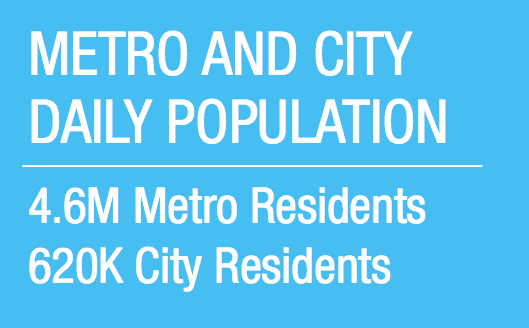 METRO AND CITY
DAILY POPULATION
4.6M Metro Residents
620K City Residents